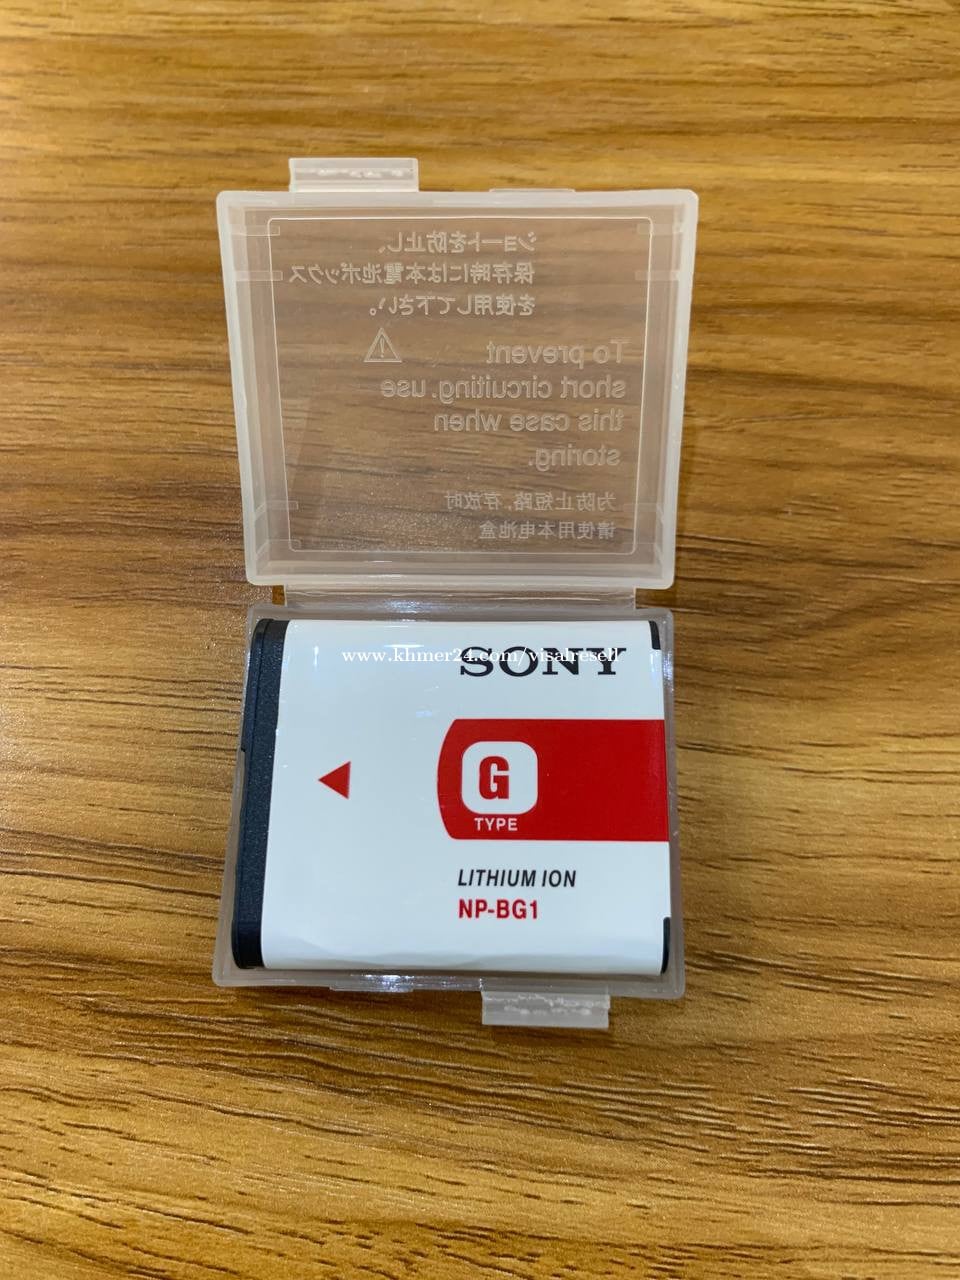 ショートを防止し、
保存時には本電池ボックス
を使用して下さい。
To prevent
short circuiting, use
this case when
storing.
为防止短路，存放时
请使用本电池盒
SONY
www.khmer24.com/visalresell
G
TYPE
LITHIUM ION
NP-BG1